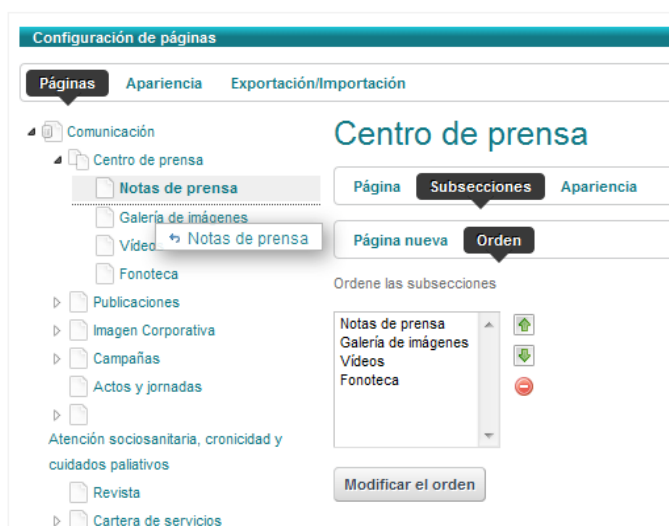 Configuración de páginas
Páginas Apariencia Exportación/Importación
Comunicación
Centro de prensa
Notas de prensa
Galería de imágenes
Vídeos
Notas de prensa
Fonoteca
Publicaciones
Imagen Corporativa
Campañas
Actos y jornadas
Atención sociosanitaria, cronicidad y
cuidados paliativos
Revista
Cartera de servicios
Centro de prensa
Página Subsecciones Apariencia
Página nueva Orden
Ordene las subsecciones
Notas de prensa
Galería de imágenes
Vídeos
Fonoteca
Modificar el orden